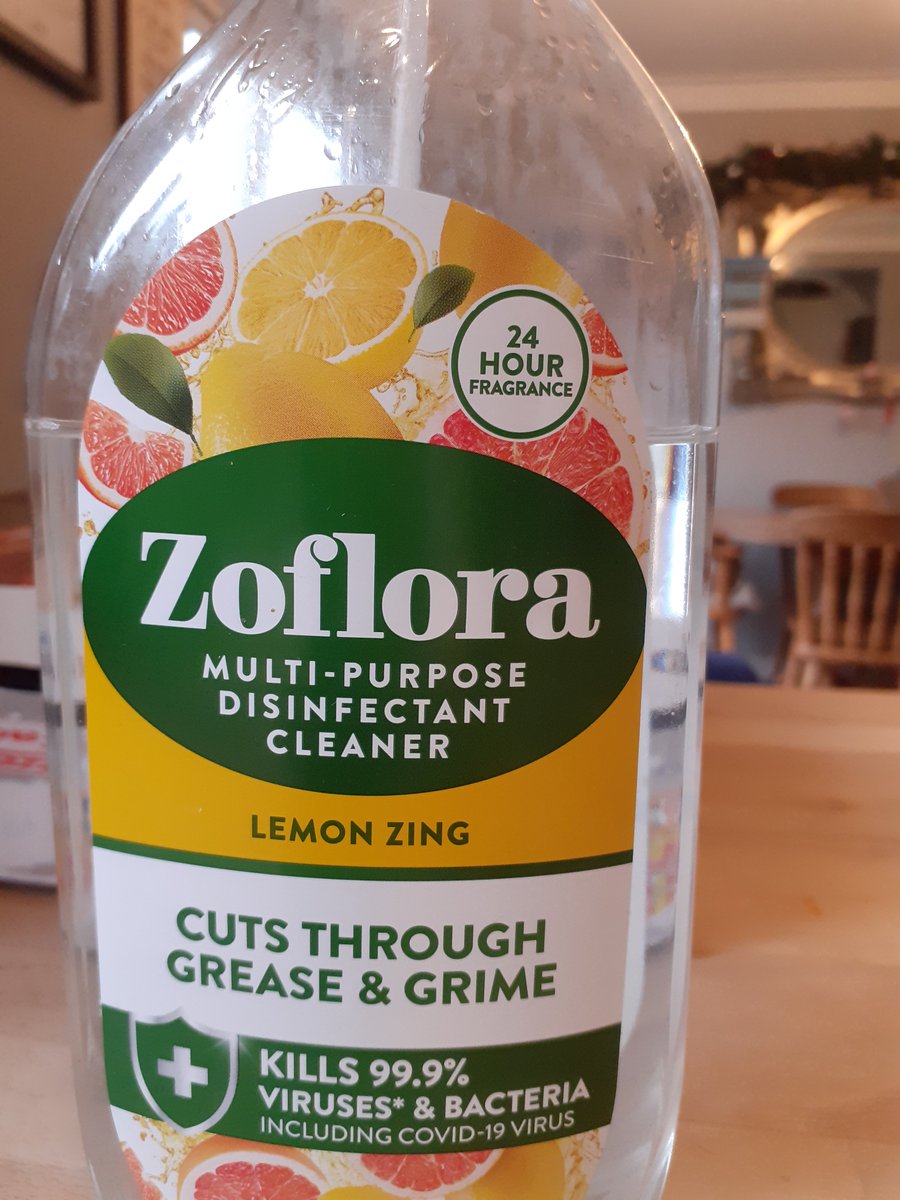 24
HOUR
FRAGRANCE
Zoflora
MULTI-PURPOSE
DISINFECTANT
CLEANER
LEMON ZING
CUTS THROUGH
GREASE & GRIME
KILLS 99.9%
VIRUSES* & BACTERIA
INCLUDING COVID-19 VIRUS